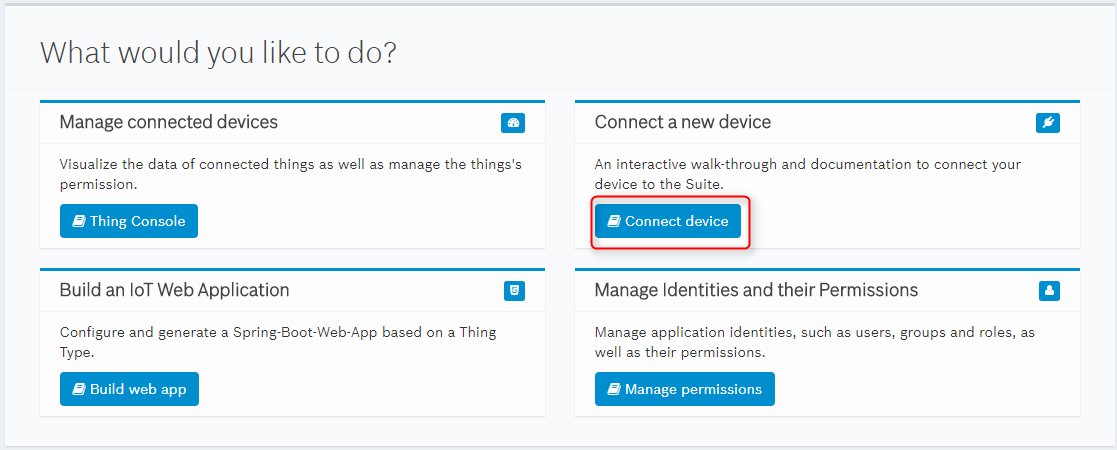 What would you like to do?
Manage connected devices
Visualize the data of connected things as well as manage the things's
permission.
Thing Console
Connect a new device
An interactive walk-through and documentation to connect your
device to the Suite.
Connect device
Build an IoT Web Application
Configure and generate a Spring-Boot-Web-App based on a Thing
Type.
Build web app
Manage Identities and their Permissions
Manage application identities, such as users, groups and roles, as
well as their permissions.
Manage permissions